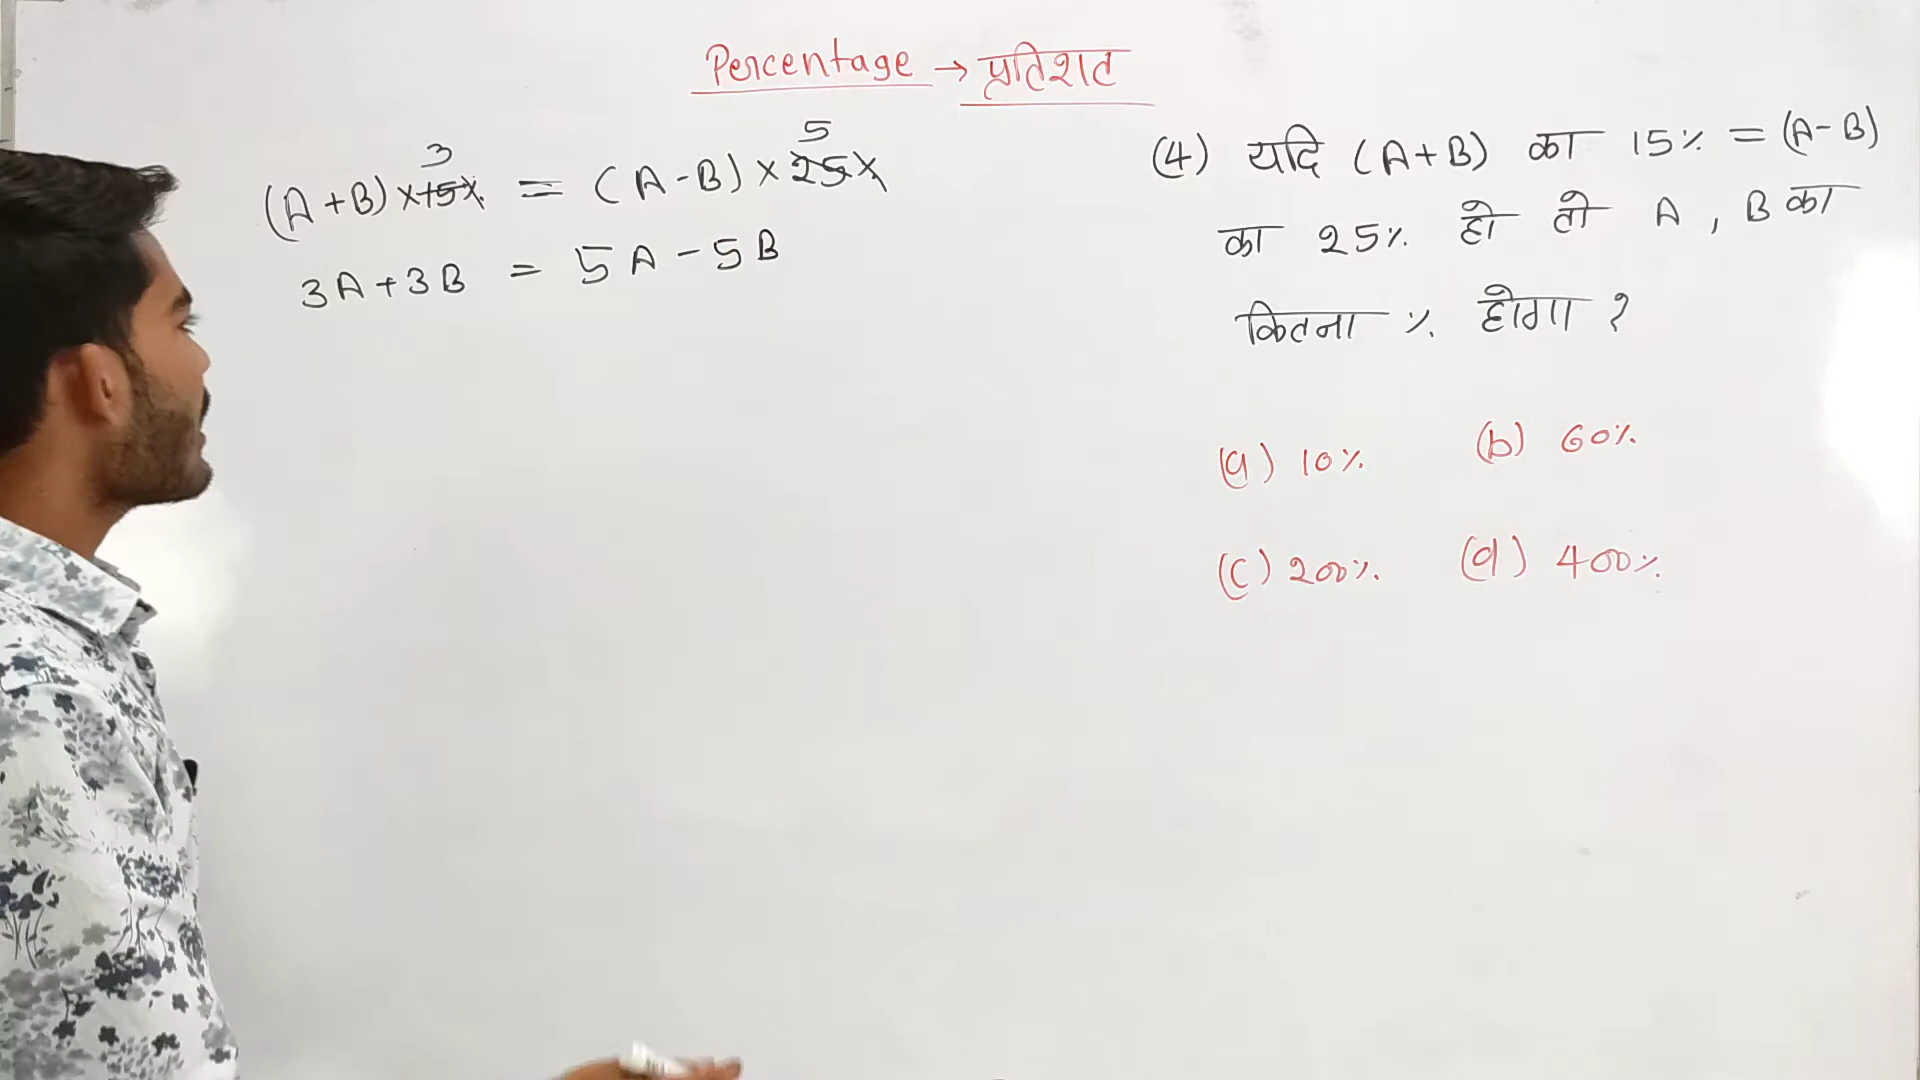 Percentage → प्रतिशत
3 5
(A+B)×15% = (A-B)×25%
3A+3B = 5A-5B
(4) यदि (A+B) का 15% = (A-B)
का 25% हो तो A, B का
कितना % होगा ?
(a) 10% (b) 60%
(c) 200% (d) 400%